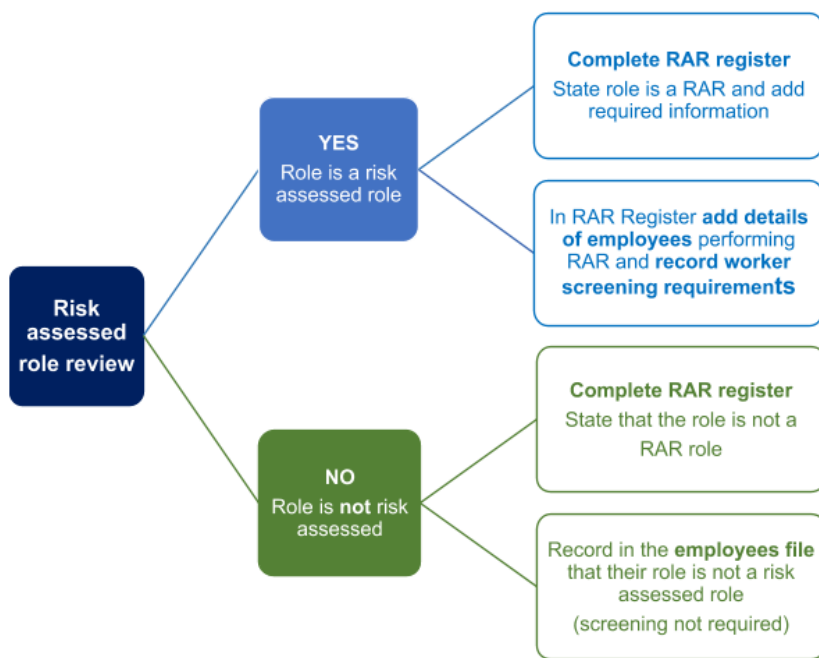 Risk
assessed
role review
YES
Role is a risk
assessed role
Complete RAR register
State role is a RAR and add
required information
In RAR Register add details
of employees performing
RAR and record worker
screening requirements
NO
Role is not risk
assessed
Complete RAR register
State that the role is not a
RAR role
Record in the employees file
that their role is not a risk
assessed role
(screening not required)